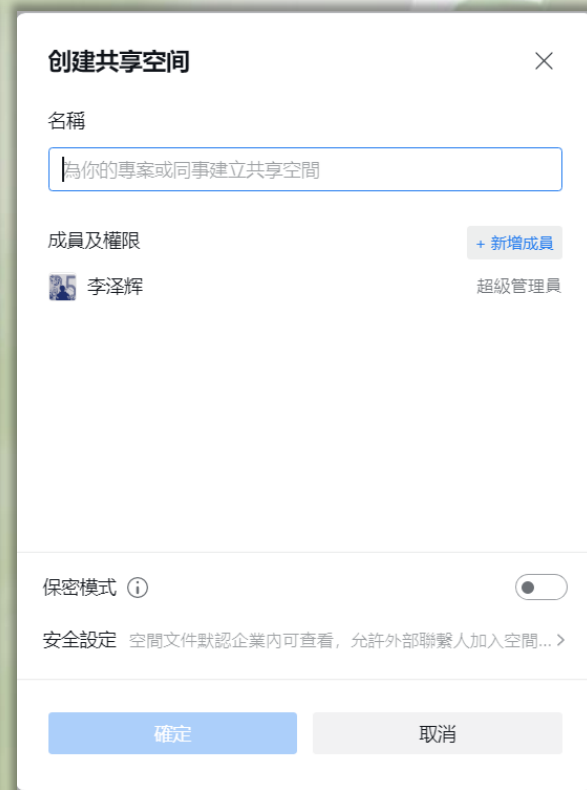 创建共享空间
名稱
為你的專案或同事建立共享空間
成員及權限
+ 新增成員
李泽辉
超級管理員
保密模式
安全設定 空間文件默認企業內可查看，允許外部聯繫人加入空間...
確定
取消